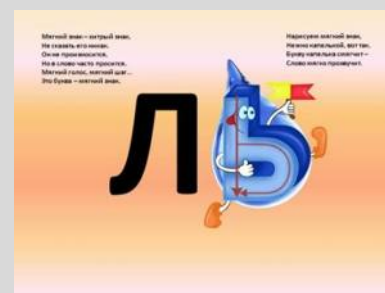 Мягкий знак – хитрый знак,
Не сказать его никак.
Он не произносится,
Но в слово часто просится.
Мягкий голос, мягкий шаг...
Это буква – мягкий знак.
Нарисуем мягкий знак,
Нежно капелькой, вот так.
Букву капелька смягчит –
Слово мягко прозвучит.
ЛЬ